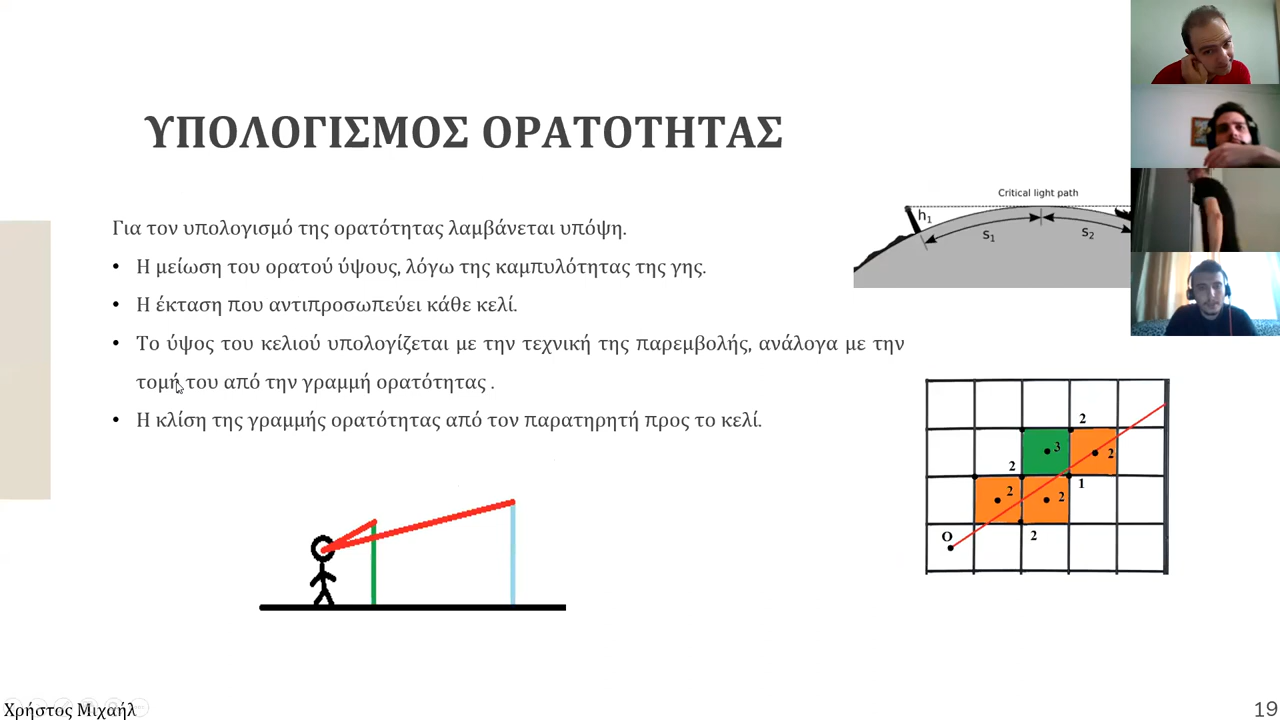 ΥΠΟΛΟΓΙΣΜΟΣ ΟΡΑΤΟΤΗΤΑΣ
Για τον υπολογισμό της ορατότητας λαμβάνεται υπόψη.
• Η μείωση του ορατού ύψους, λόγω της καμπυλότητας της γης.
• Η έκταση που αντιπροσωπεύει κάθε κελί.
• Το ύψος του κελιού υπολογίζεται με την τεχνική της παρεμβολής, ανάλογα με την
τομή του από την γραμμή ορατότητας .
• Η κλίση της γραμμής ορατότητας από τον παρατηρητή προς το κελί.
Critical light path
h1
s1
s2
2
3
2
2
1
2
2
2
O
Χρήστος Μιχαήλ
19